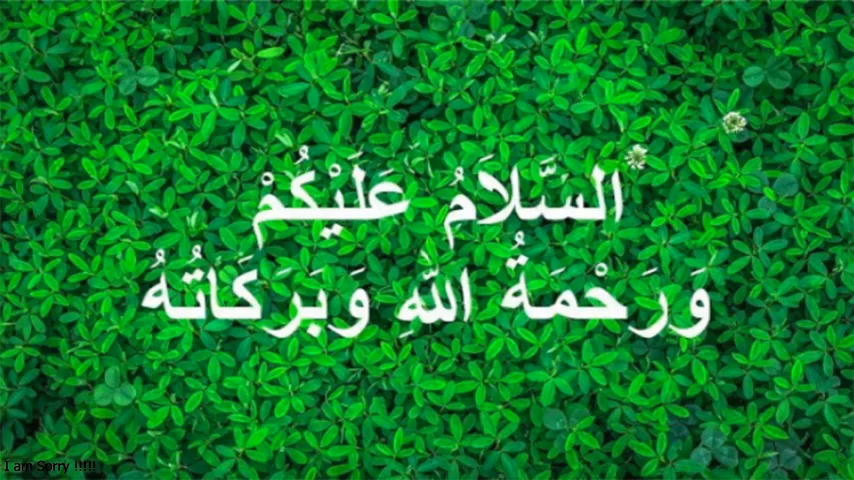 السَّلَامُ عَلَيْكُمْ
وَرَحْمَةُ اللّٰهِ وَبَرَكَاتُهُ
I am Sorry !!!!!